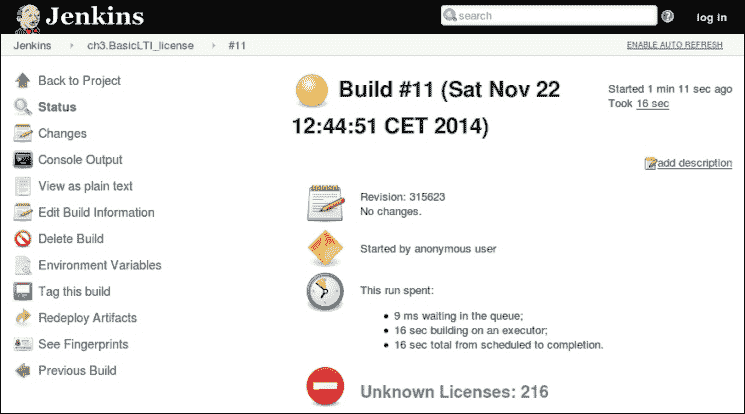 Jenkins
search
log in
Jenkins ch3.BasicLTI_license #11
ENABLE AUTO REFRESH
Back to Project
Status
Changes
Console Output
View as plain text
Edit Build Information
Delete Build
Environment Variables
Tag this build
Redeploy Artifacts
See Fingerprints
Previous Build
Build #11 (Sat Nov 22
12:44:51 CET 2014)
Started 1 min 11 sec ago
Took 16 sec
add description
Revision: 315623
No changes.
Started by anonymous user
This run spent:
• 9 ms waiting in the queue;
• 16 sec building on an executor;
• 16 sec total from scheduled to completion.
Unknown Licenses: 216